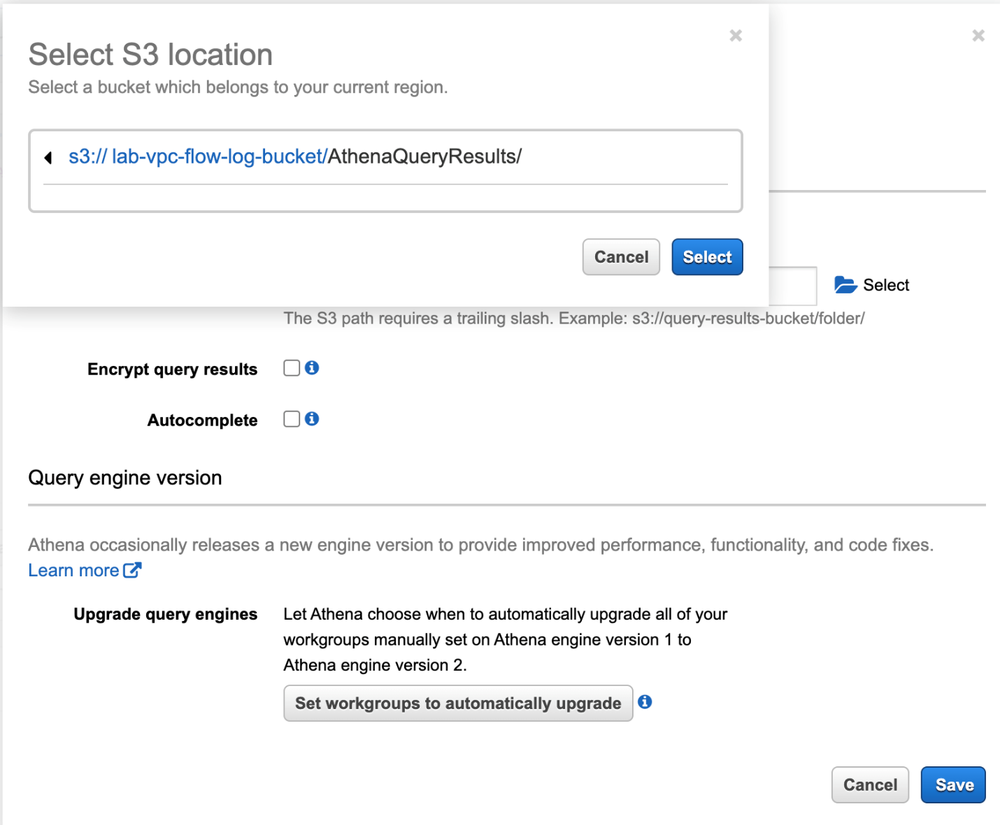 Select S3 location
Select a bucket which belongs to your current region.
s3:// lab-vpc-flow-log-bucket/AthenaQueryResults/
Cancel
Select
Select
The S3 path requires a trailing slash. Example: s3://query-results-bucket/folder/
Encrypt query results
Autocomplete
Query engine version
Athena occasionally releases a new engine version to provide improved performance, functionality, and code fixes.
Learn more
Upgrade query engines
Let Athena choose when to automatically upgrade all of your
workgroups manually set on Athena engine version 1 to
Athena engine version 2.
Set workgroups to automatically upgrade
Cancel
Save